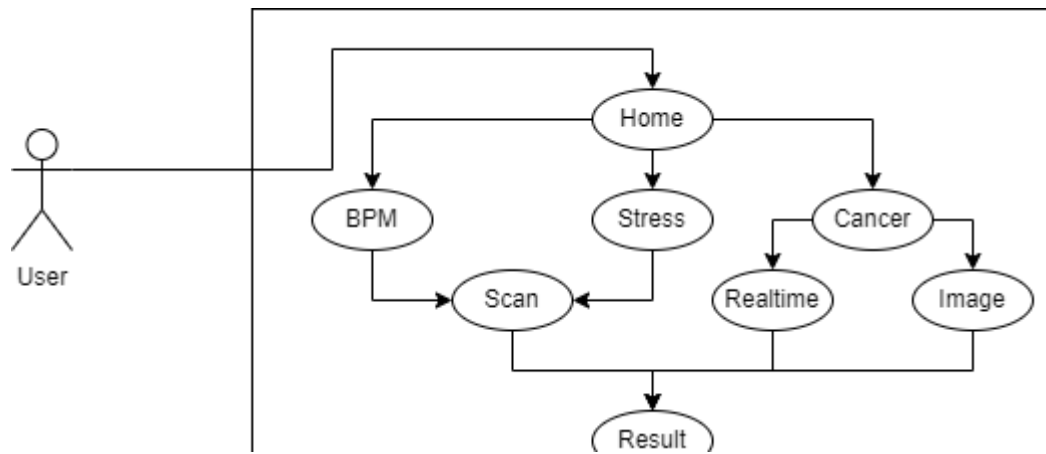 Home
BPM
Stress
Cancer
User
Scan
Realtime
Image
Result